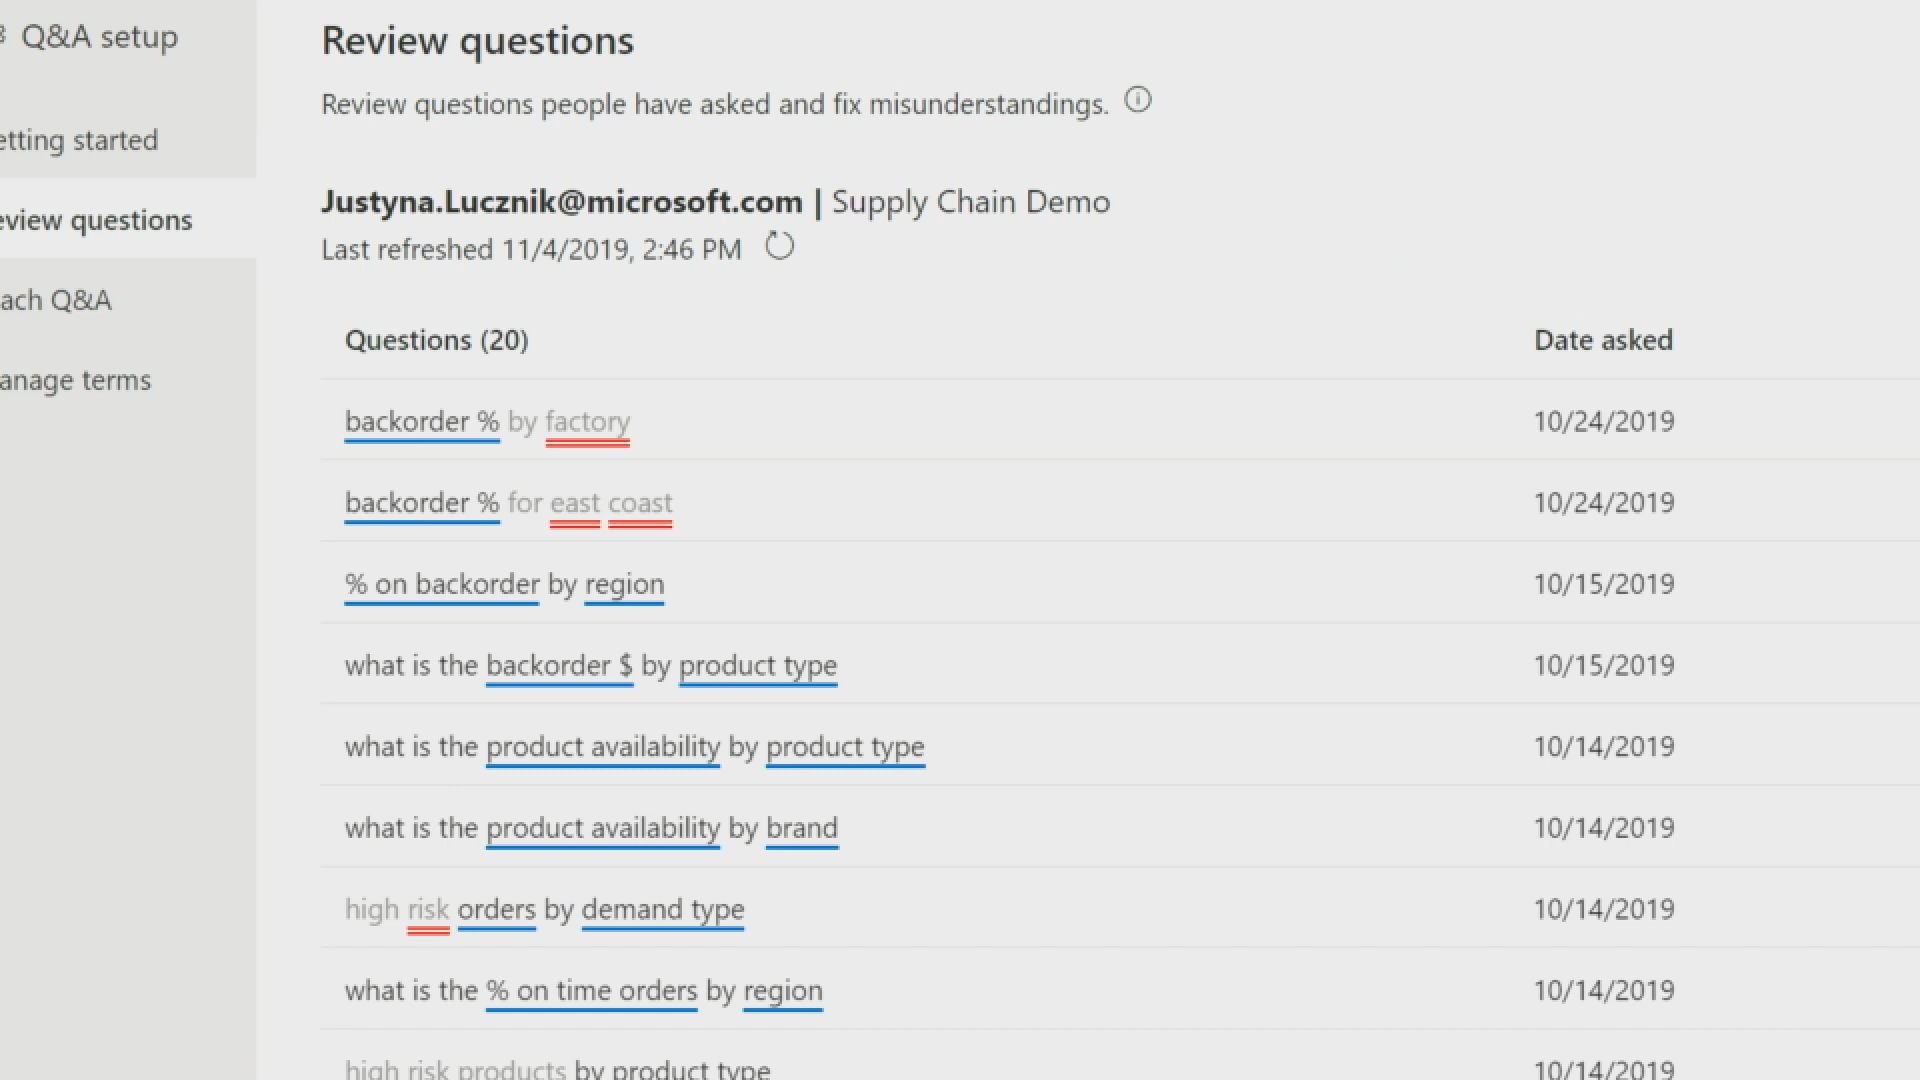 Q&A setup
Review questions
Review questions people have asked and fix misunderstandings.
etting started
Justyna.Lucznik@microsoft.com | Supply Chain Demo
eview questions
Last refreshed 11/4/2019, 2:46 PM
ach Q&A
Questions (20) Date asked
anage terms
backorder % by factory 10/24/2019
backorder % for east coast 10/24/2019
% on backorder by region 10/15/2019
what is the backorder $ by product type 10/15/2019
what is the product availability by product type 10/14/2019
what is the product availability by brand 10/14/2019
high risk orders by demand type 10/14/2019
what is the % on time orders by region 10/14/2019
high risk products by product type 10/14/2019